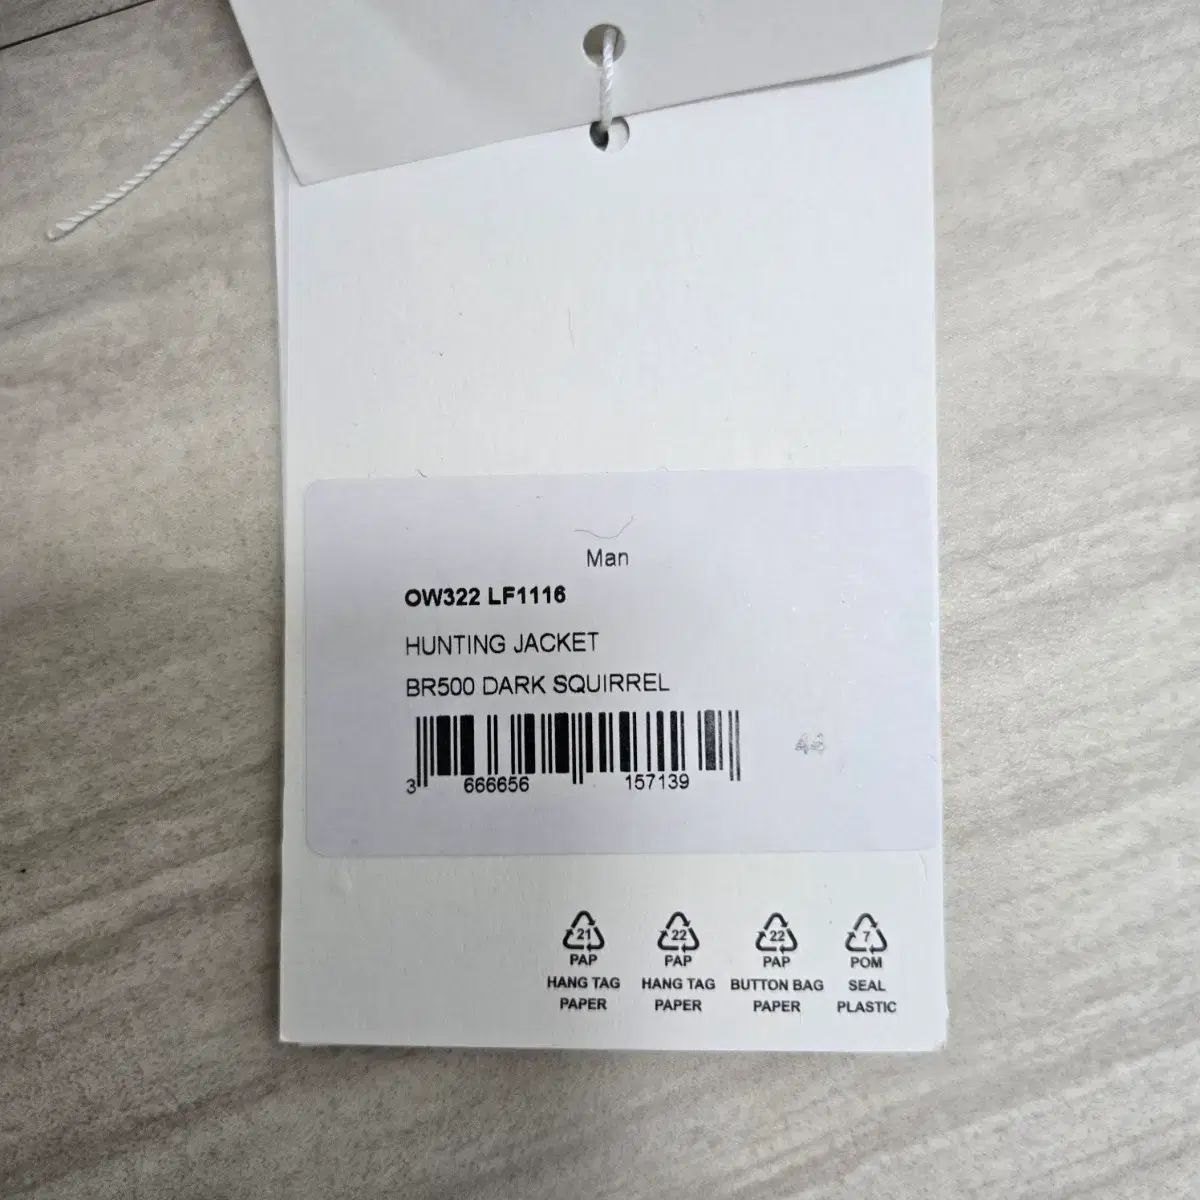 Man
OW322 LF1116
HUNTING JACKET
BR500 DARK SQUIRREL
3 666656 157139
21 22 22 7
PAP PAP PAP POM
HANG TAG HANG TAG BUTTON BAG SEAL
PAPER PAPER PAPER PLASTIC